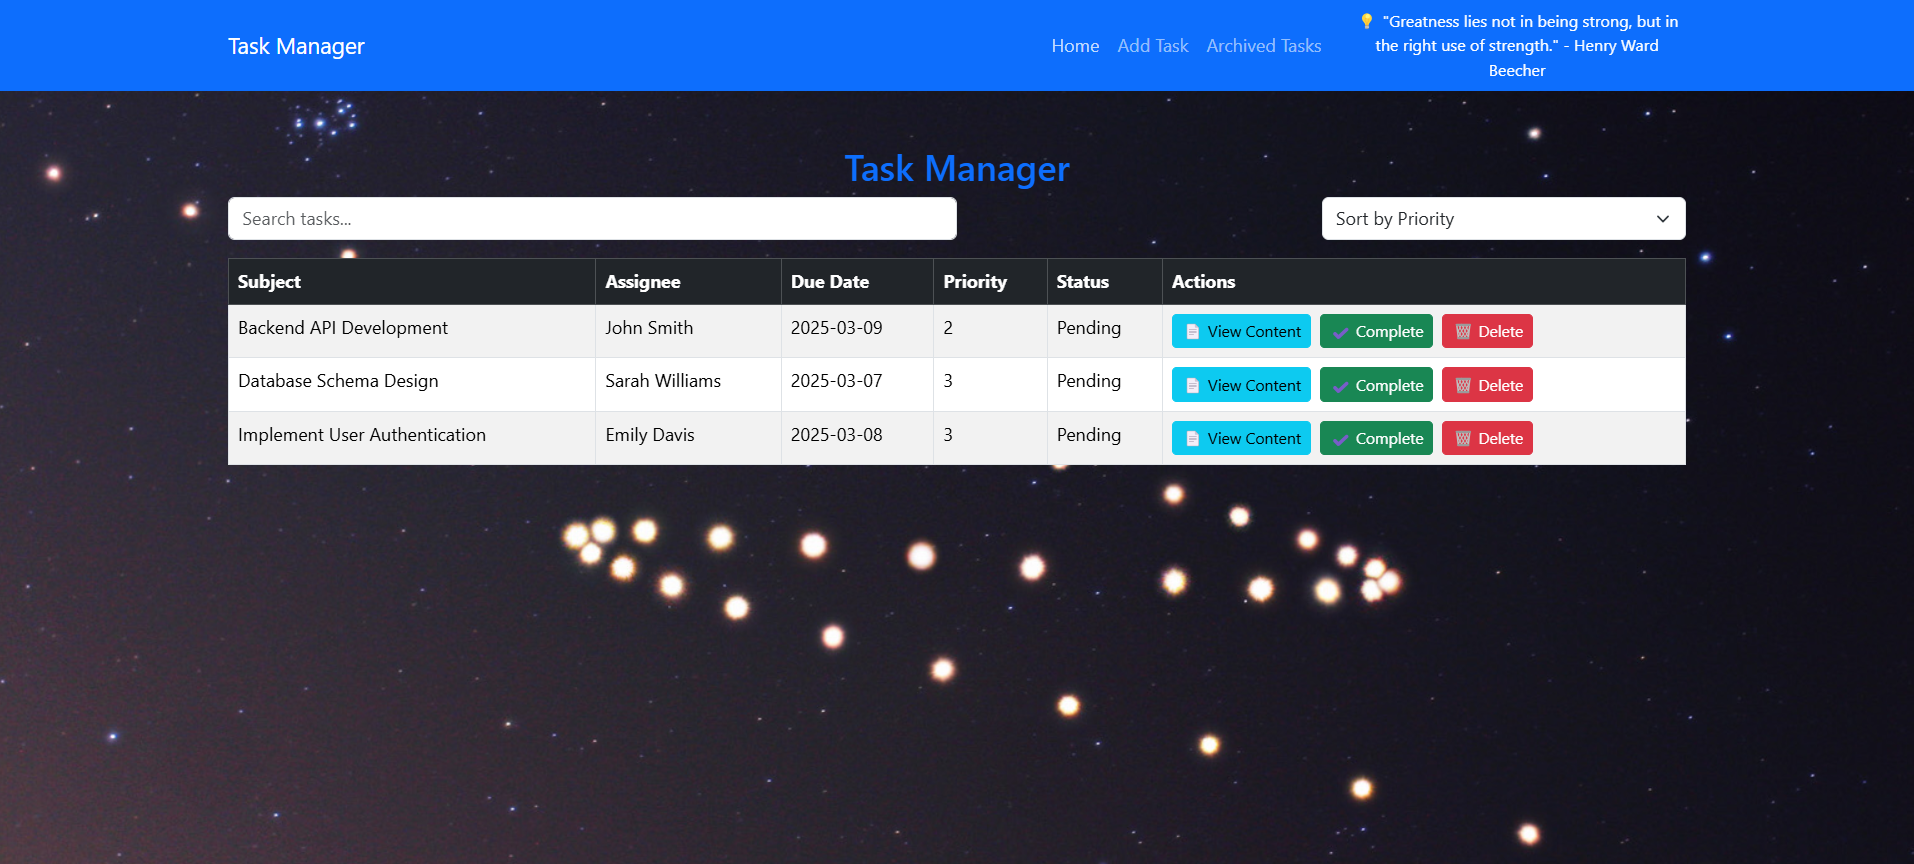 Task Manager
Home Add Task Archived Tasks
💡 "Greatness lies not in being strong, but in
the right use of strength." - Henry Ward
Beecher
Task Manager
Search tasks...
Sort by Priority
Subject Assignee Due Date Priority Status Actions
Backend API Development John Smith 2025-03-09 2 Pending 📄 View Content ✔ Complete 🗑 Delete
Database Schema Design Sarah Williams 2025-03-07 3 Pending 📄 View Content ✔ Complete 🗑 Delete
Implement User Authentication Emily Davis 2025-03-08 3 Pending 📄 View Content ✔ Complete 🗑 Delete